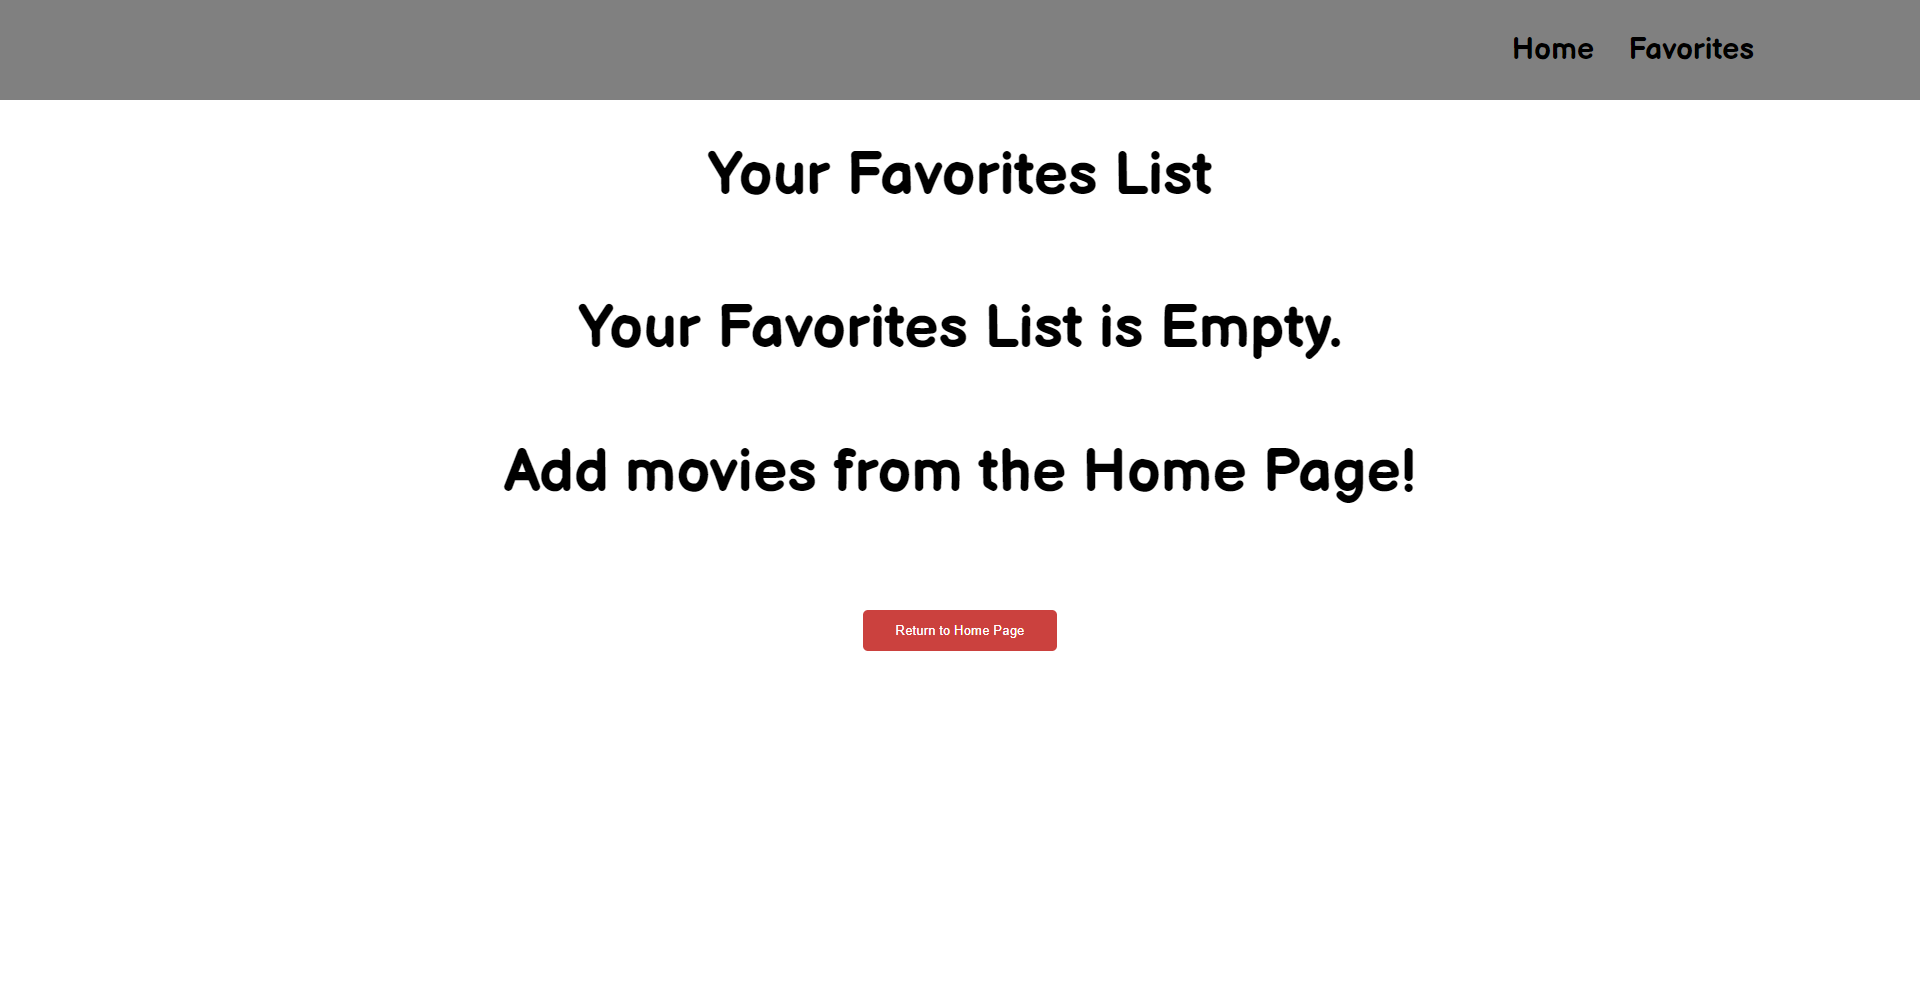 Home Favorites
Your Favorites List
Your Favorites List is Empty.
Add movies from the Home Page!
Return to Home Page